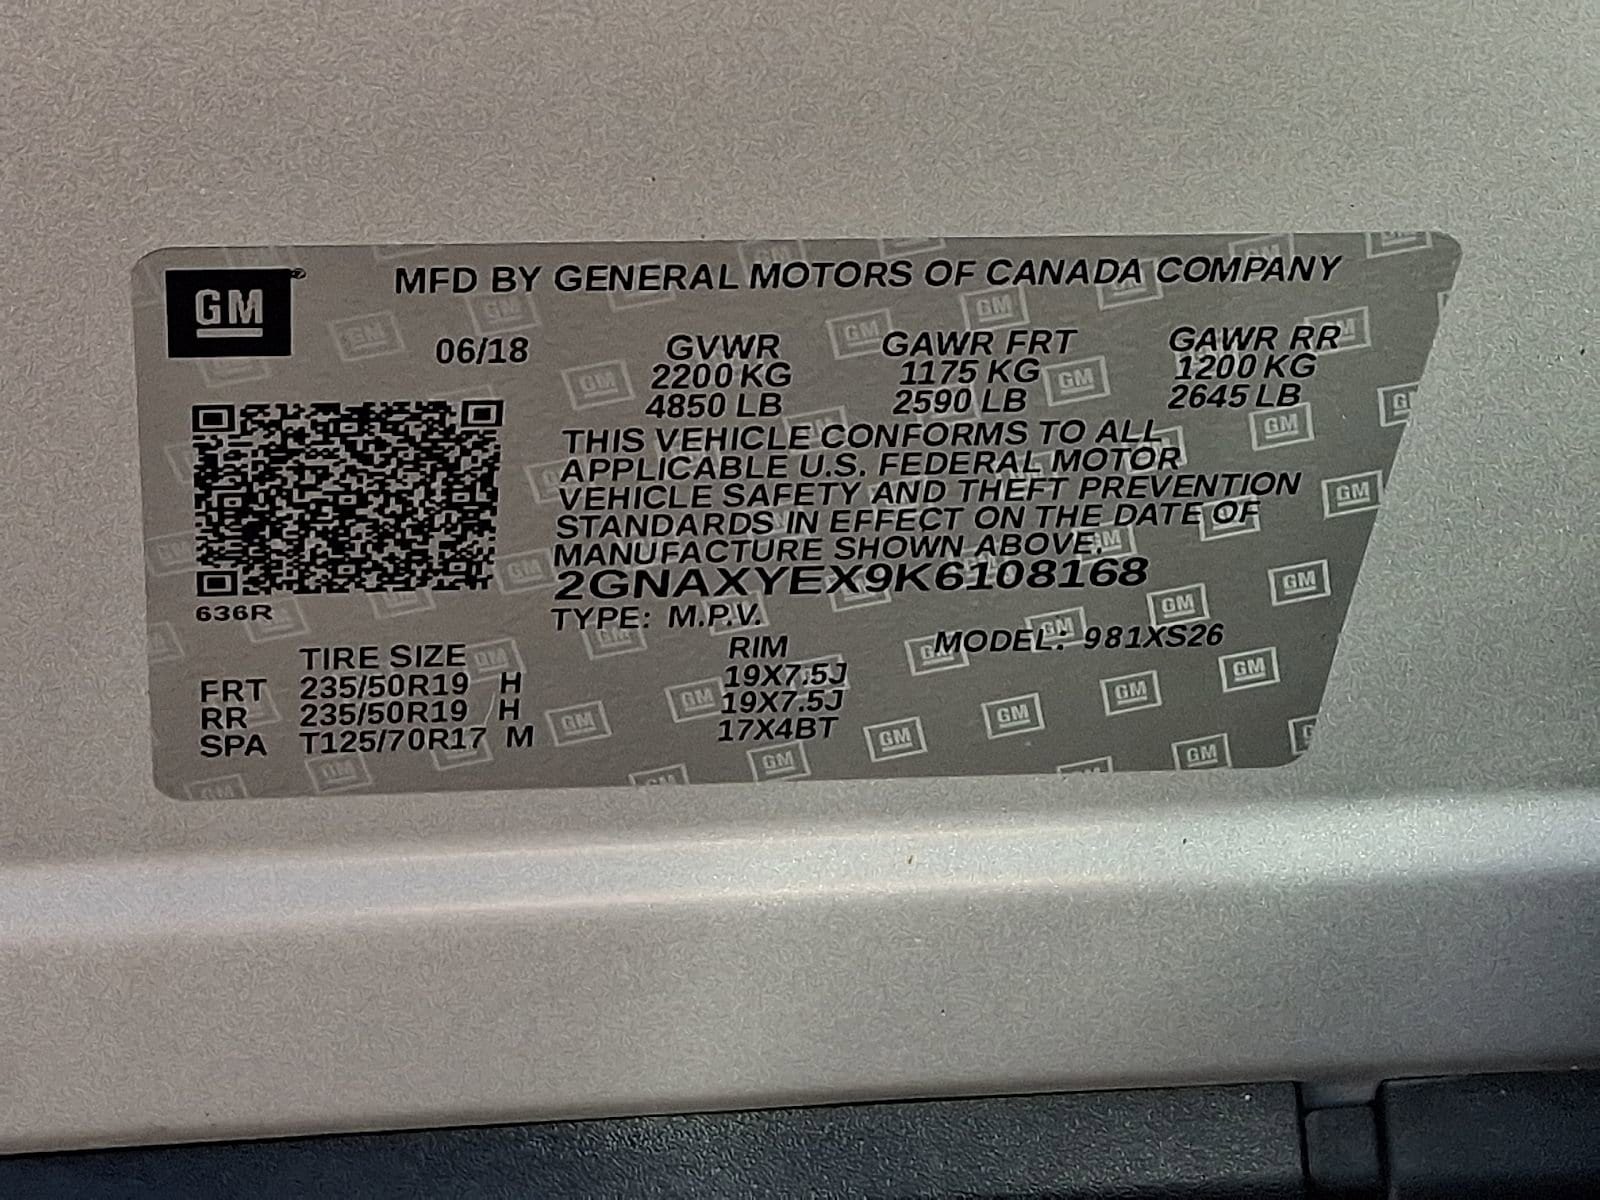 GM
MFD BY GENERAL MOTORS OF CANADA COMPANY
06/18 GVWR GAWR FRT GAWR RR
2200 KG 1175 KG 1200 KG
4850 LB 2590 LB 2645 LB
THIS VEHICLE CONFORMS TO ALL
APPLICABLE U.S. FEDERAL MOTOR
VEHICLE SAFETY AND THEFT PREVENTION
STANDARDS IN EFFECT ON THE DATE OF
MANUFACTURE SHOWN ABOVE.
2GNAXYEX9K6108168
636R
TYPE: M.P.V.
MODEL: 981XS26
TIRE SIZE RIM
FRT 235/50R19 H 19X7.5J
RR 235/50R19 H 19X7.5J
SPA T125/70R17 M 17X4BT